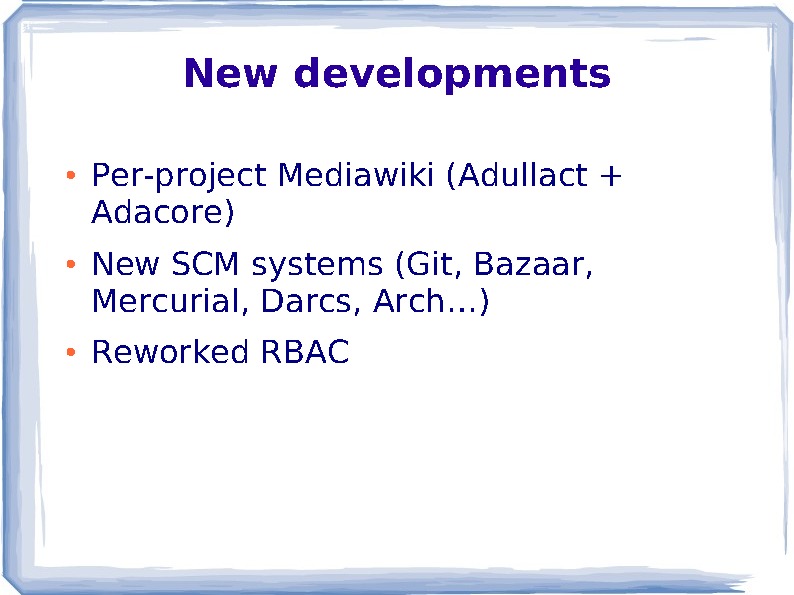 New developments
• Per-project Mediawiki (Adullact +
Adacore)
• New SCM systems (Git, Bazaar,
Mercurial, Darcs, Arch…)
• Reworked RBAC